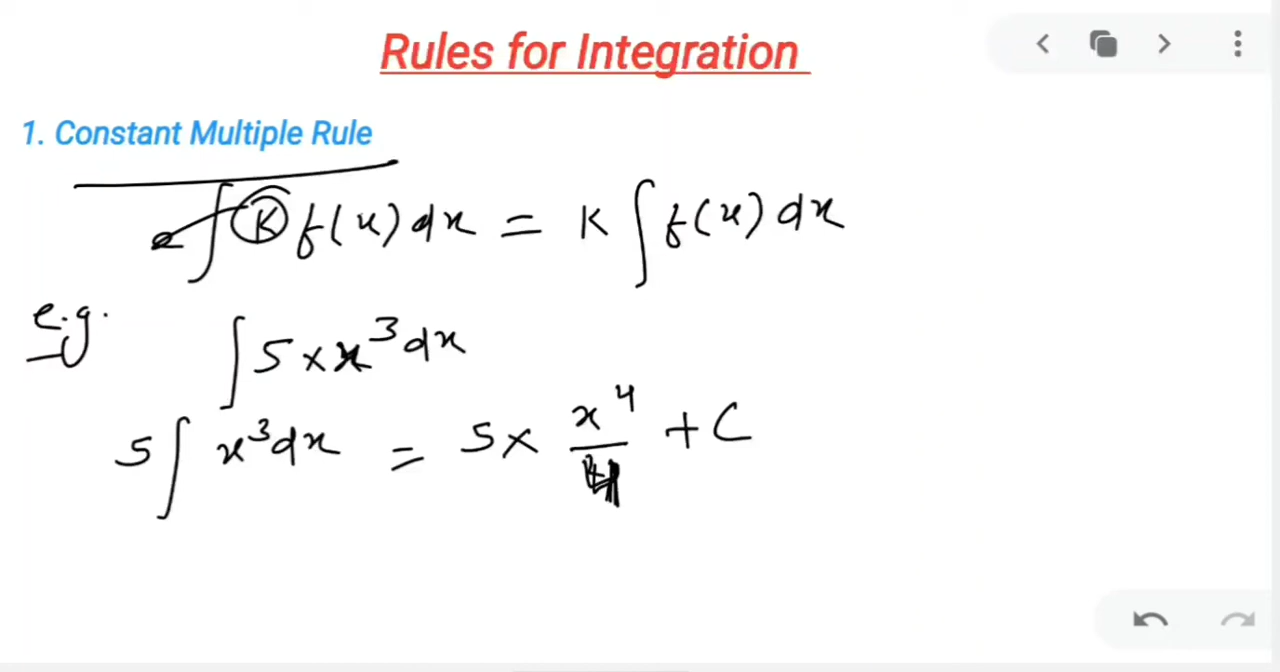 Rules for Integration
1. Constant Multiple Rule
∫ K f(x) dx = K ∫ f(x) dx
e.g.
∫ 5 × x³ dx
5 ∫ x³ dx = 5 × x⁴/4 + C